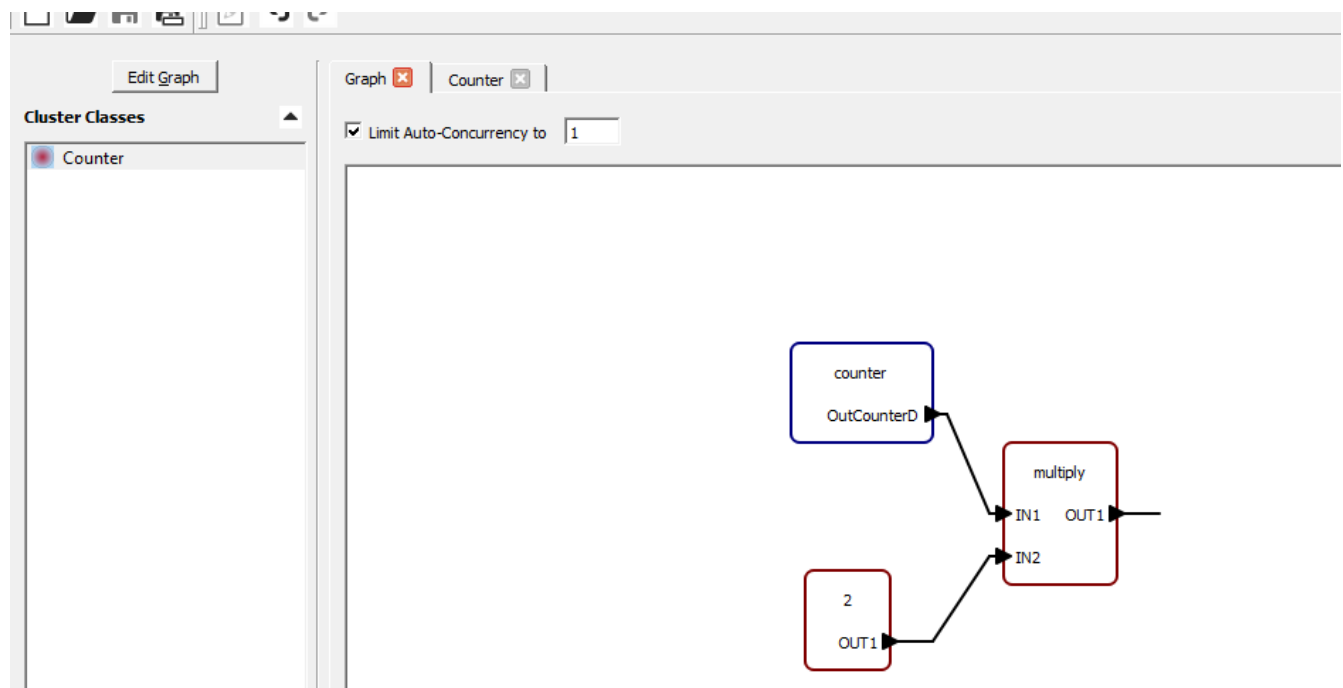 Edit Graph
Cluster Classes
Counter
Graph
Counter
Limit Auto-Concurrency to 1
counter
OutCounterD
multiply
IN1 OUT1
IN2
2
OUT1